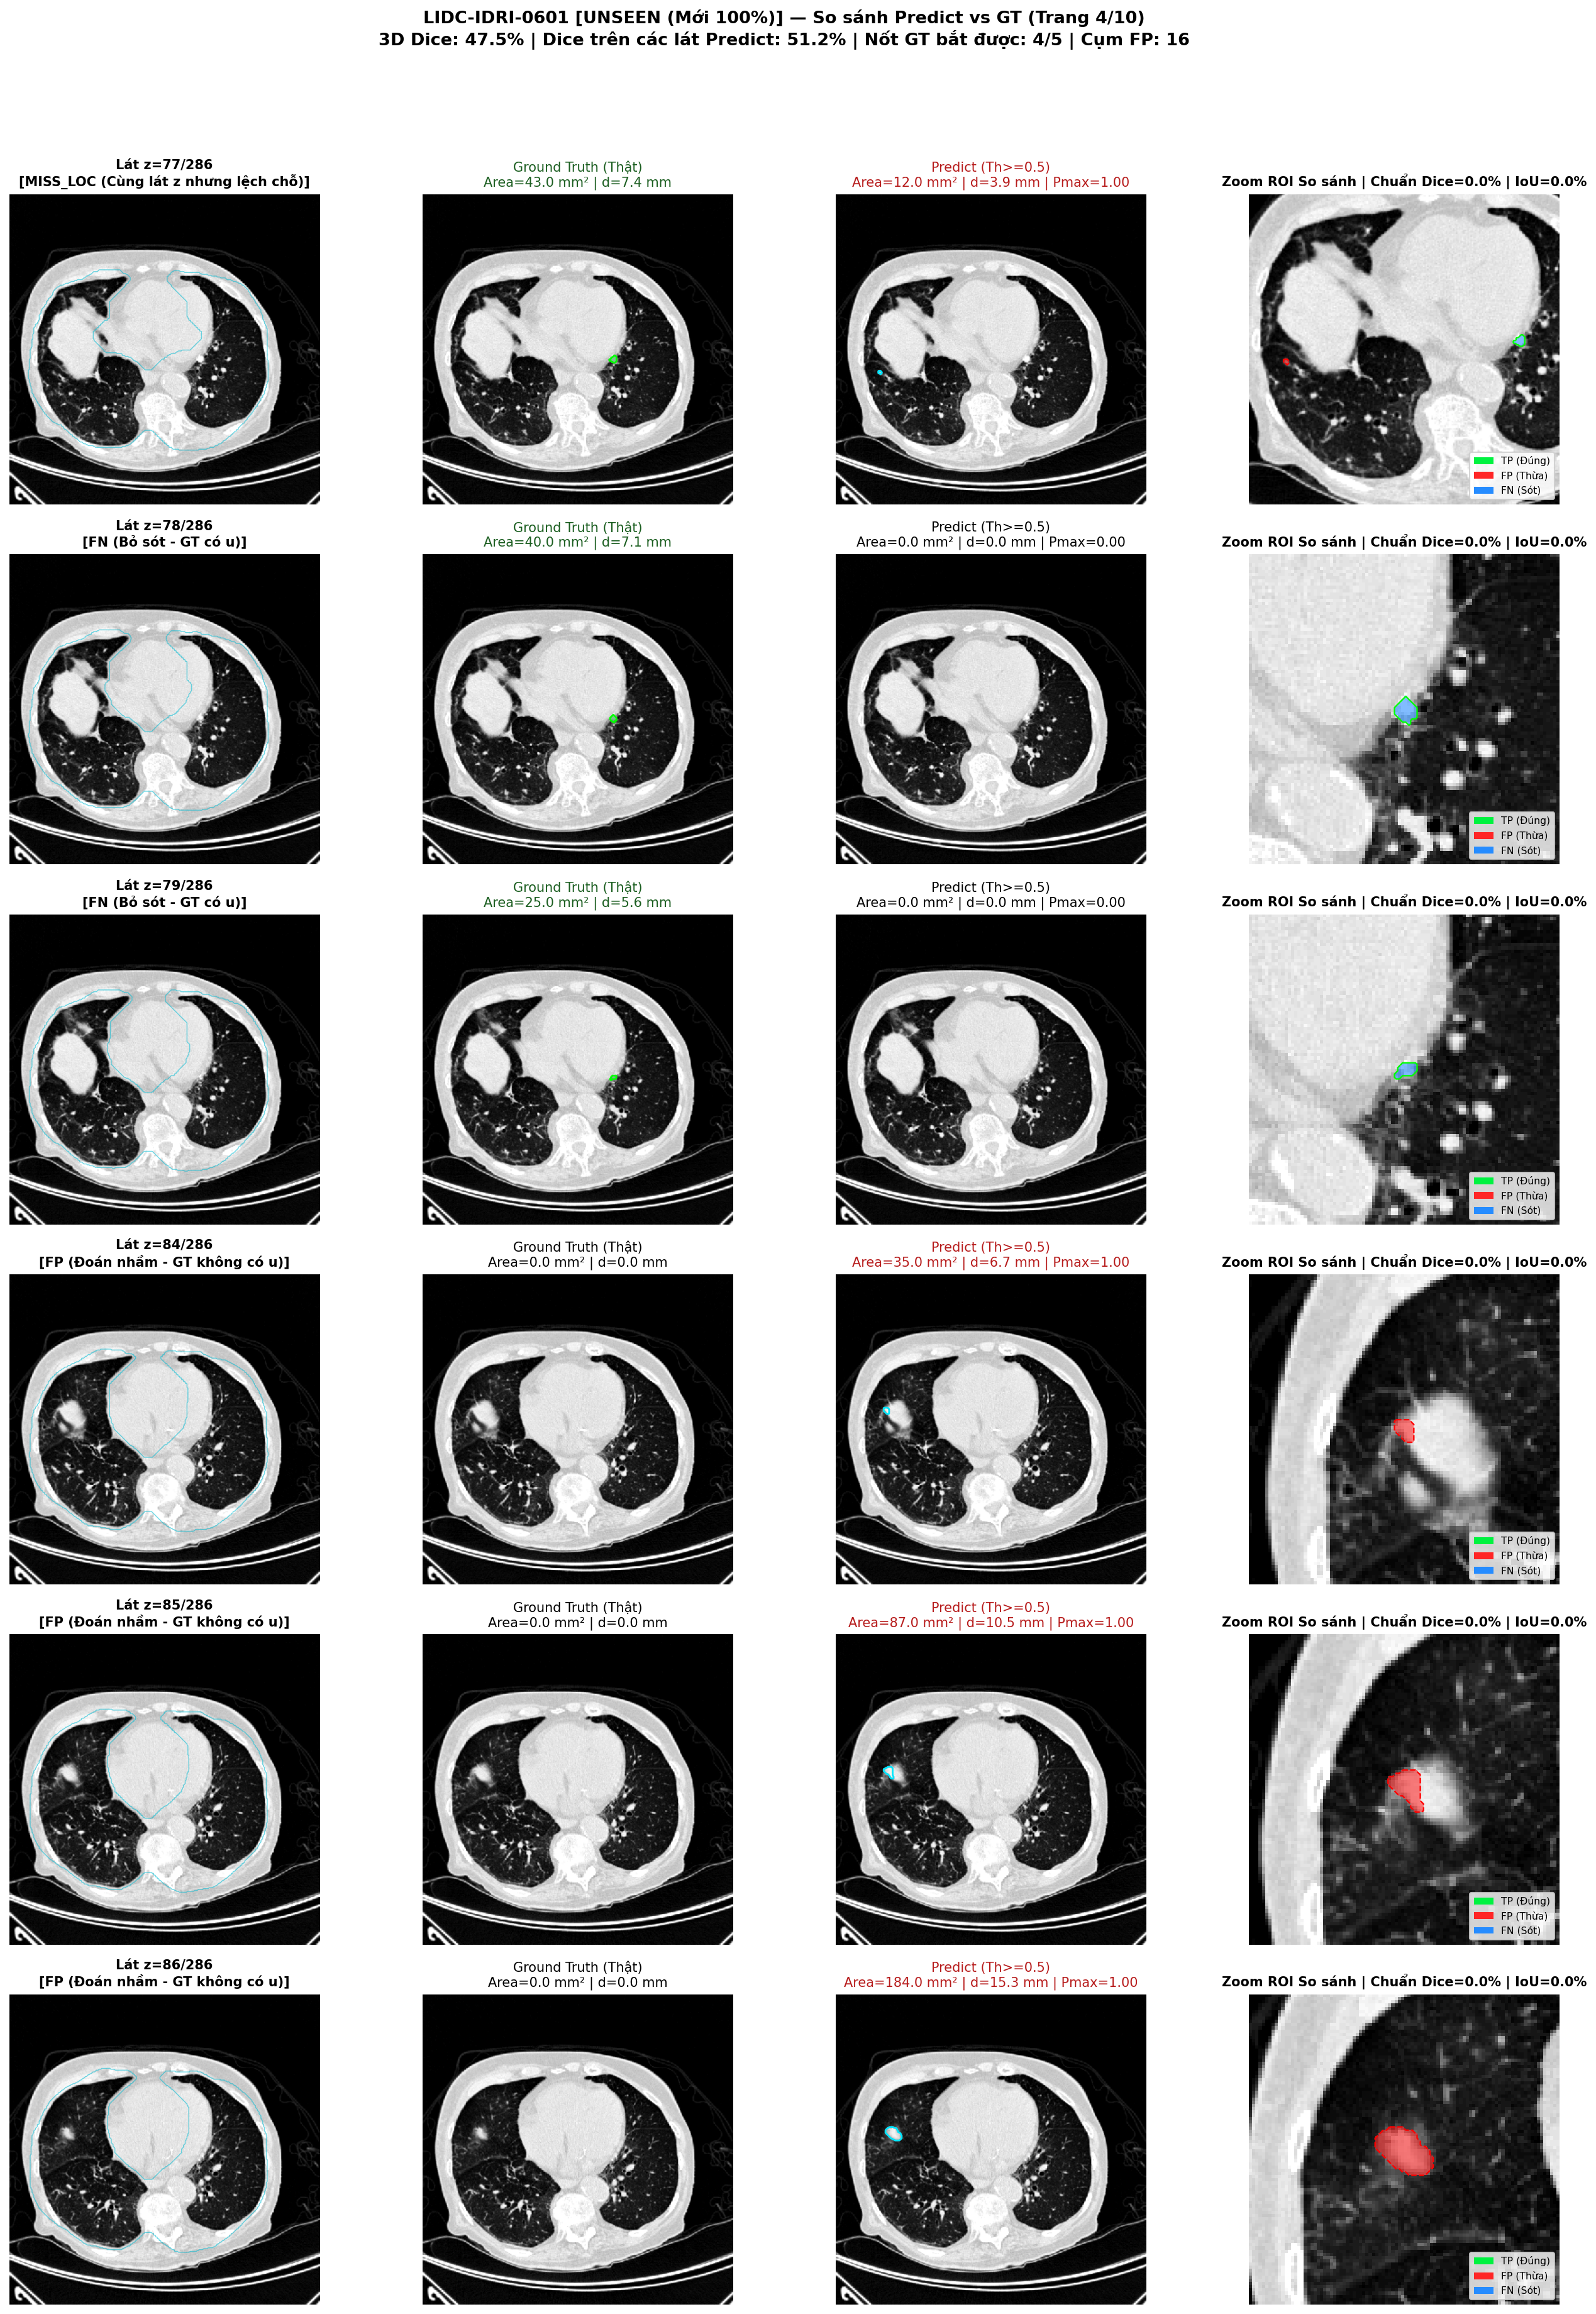 LIDC-IDRI-0601 [UNSEEN (Mới 100%)] — So sánh Predict vs GT (Trang 4/10)
3D Dice: 47.5% | Dice trên các lát Predict: 51.2% | Nốt GT bắt được: 4/5 | Cụm FP: 16
Lát z=77/286
[MISS_LOC (Cùng lát z nhưng lệch chỗ)]
Ground Truth (Thật)
Area=43.0 mm² | d=7.4 mm
Predict (Th>=0.5)
Area=12.0 mm² | d=3.9 mm | Pmax=1.00
Zoom ROI So sánh | Chuẩn Dice=0.0% | IoU=0.0%
TP (Đúng)
FP (Thừa)
FN (Sót)
Lát z=78/286
[FN (Bỏ sót - GT có u)]
Ground Truth (Thật)
Area=40.0 mm² | d=7.1 mm
Predict (Th>=0.5)
Area=0.0 mm² | d=0.0 mm | Pmax=0.00
Zoom ROI So sánh | Chuẩn Dice=0.0% | IoU=0.0%
TP (Đúng)
FP (Thừa)
FN (Sót)
Lát z=79/286
[FN (Bỏ sót - GT có u)]
Ground Truth (Thật)
Area=25.0 mm² | d=5.6 mm
Predict (Th>=0.5)
Area=0.0 mm² | d=0.0 mm | Pmax=0.00
Zoom ROI So sánh | Chuẩn Dice=0.0% | IoU=0.0%
TP (Đúng)
FP (Thừa)
FN (Sót)
Lát z=84/286
[FP (Đoán nhầm - GT không có u)]
Ground Truth (Thật)
Area=0.0 mm² | d=0.0 mm
Predict (Th>=0.5)
Area=35.0 mm² | d=6.7 mm | Pmax=1.00
Zoom ROI So sánh | Chuẩn Dice=0.0% | IoU=0.0%
TP (Đúng)
FP (Thừa)
FN (Sót)
Lát z=85/286
[FP (Đoán nhầm - GT không có u)]
Ground Truth (Thật)
Area=0.0 mm² | d=0.0 mm
Predict (Th>=0.5)
Area=87.0 mm² | d=10.5 mm | Pmax=1.00
Zoom ROI So sánh | Chuẩn Dice=0.0% | IoU=0.0%
TP (Đúng)
FP (Thừa)
FN (Sót)
Lát z=86/286
[FP (Đoán nhầm - GT không có u)]
Ground Truth (Thật)
Area=0.0 mm² | d=0.0 mm
Predict (Th>=0.5)
Area=184.0 mm² | d=15.3 mm | Pmax=1.00
Zoom ROI So sánh | Chuẩn Dice=0.0% | IoU=0.0%
TP (Đúng)
FP (Thừa)
FN (Sót)